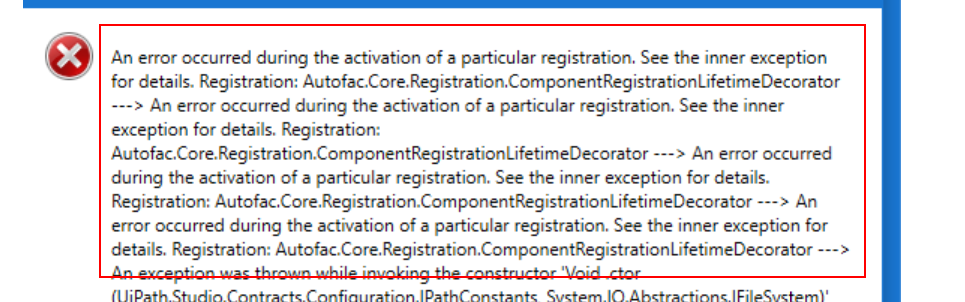 An error occurred during the activation of a particular registration. See the inner exception
for details. Registration: Autofac.Core.Registration.ComponentRegistrationLifetimeDecorator
---> An error occurred during the activation of a particular registration. See the inner
exception for details. Registration:
Autofac.Core.Registration.ComponentRegistrationLifetimeDecorator ---> An error occurred
during the activation of a particular registration. See the inner exception for details.
Registration: Autofac.Core.Registration.ComponentRegistrationLifetimeDecorator ---> An
error occurred during the activation of a particular registration. See the inner exception for
details. Registration: Autofac.Core.Registration.ComponentRegistrationLifetimeDecorator --->
An exception was thrown while invoking the constructor 'Void .ctor
(UiPath.Studio.Contracts.Configuration.IPathConstants, System.IO.Abstractions.IFileSystem)'